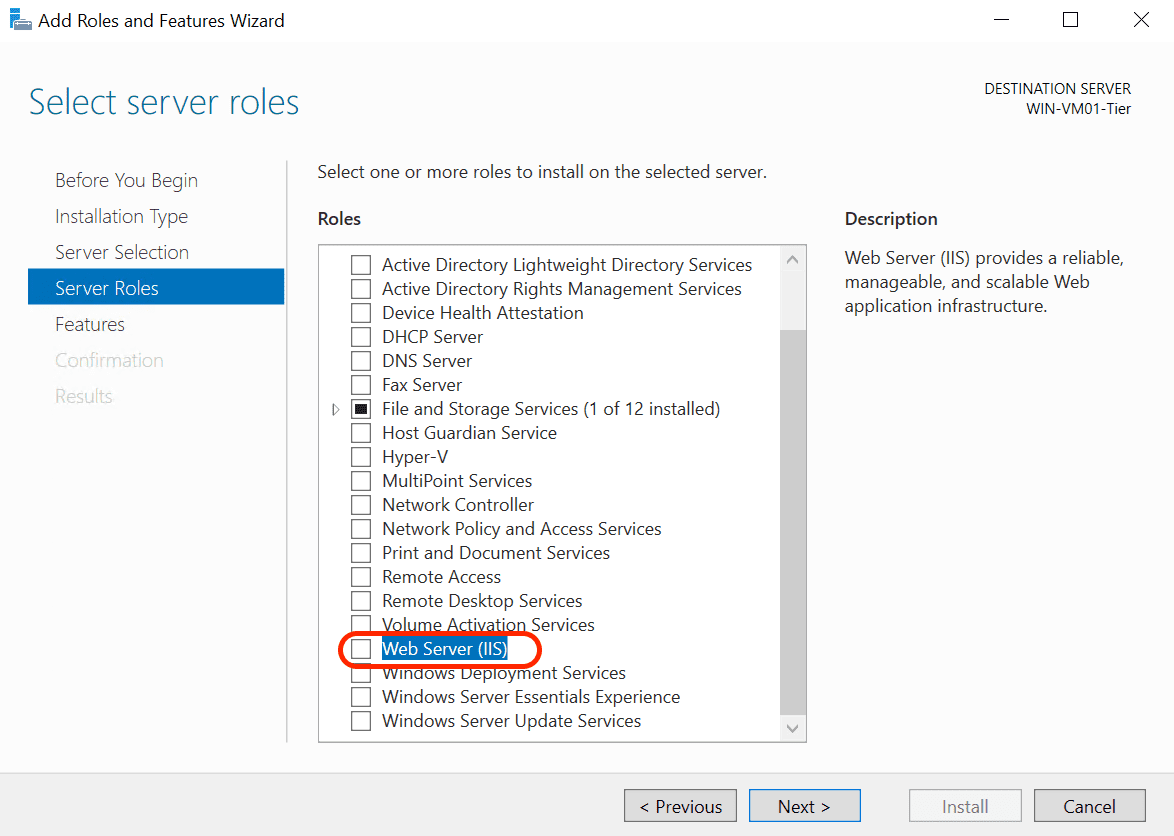 Add Roles and Features Wizard
Select server roles
DESTINATION SERVER
WIN-VM01-Tier
Before You Begin
Installation Type
Server Selection
Server Roles
Features
Confirmation
Results
Select one or more roles to install on the selected server.
Roles
Active Directory Lightweight Directory Services
Active Directory Rights Management Services
Device Health Attestation
DHCP Server
DNS Server
Fax Server
File and Storage Services (1 of 12 installed)
Host Guardian Service
Hyper-V
MultiPoint Services
Network Controller
Network Policy and Access Services
Print and Document Services
Remote Access
Remote Desktop Services
Volume Activation Services
Web Server (IIS)
Windows Deployment Services
Windows Server Essentials Experience
Windows Server Update Services
Description
Web Server (IIS) provides a reliable,
manageable, and scalable Web
application infrastructure.
< Previous
Next >
Install
Cancel